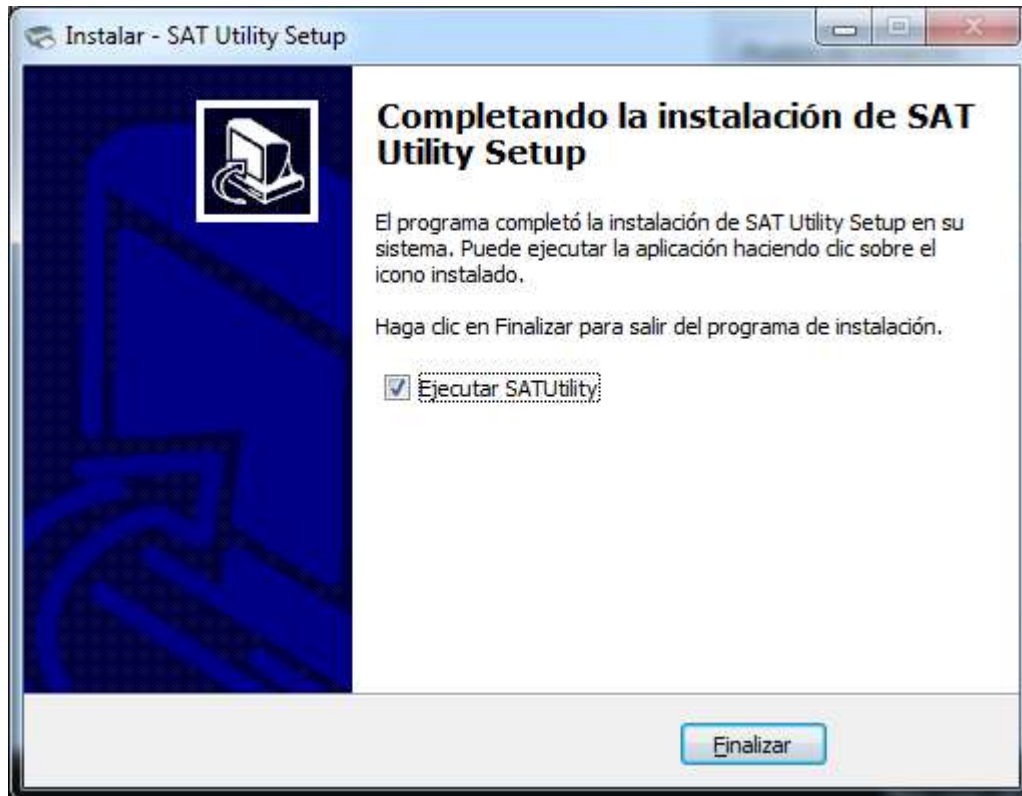 Instalar - SAT Utility Setup
Completando la instalación de SAT
Utility Setup
El programa completó la instalación de SAT Utility Setup en su
sistema. Puede ejecutar la aplicación haciendo clic sobre el
icono instalado.
Haga clic en Finalizar para salir del programa de instalación.
Ejecutar SATUtility
Finalizar